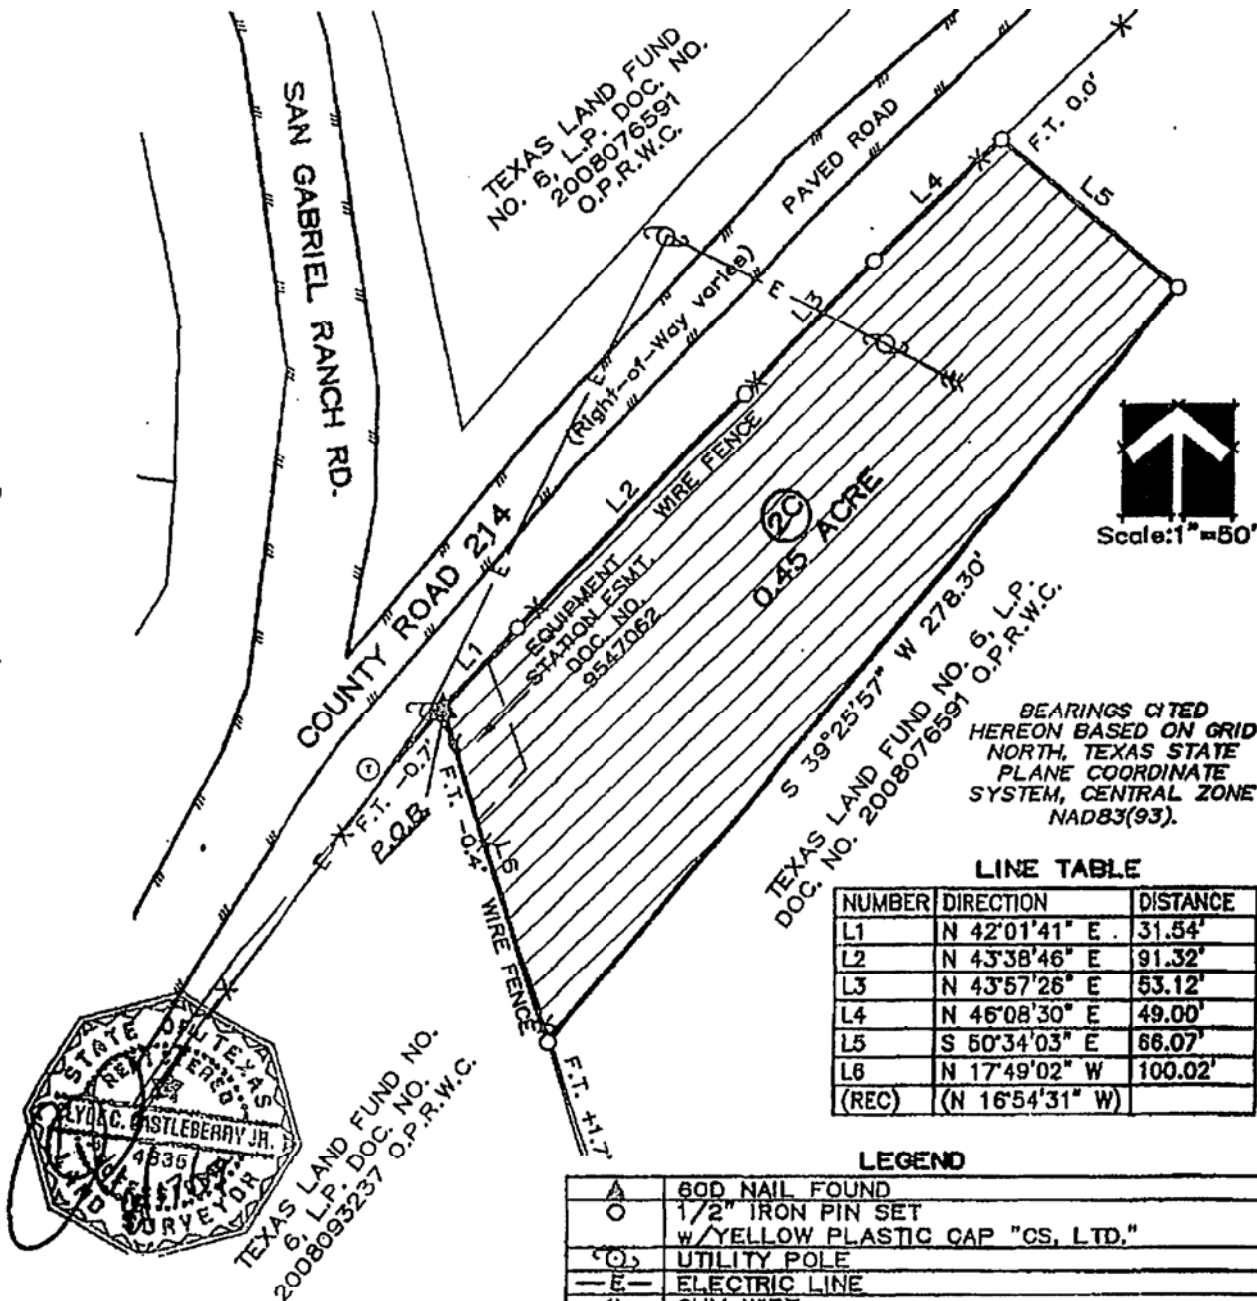 TEXAS LAND FUND
NO. 6, L.P. DOC. NO.
2008076591
O.P.R.W.C.
SAN GABRIEL RANCH RD.
PAVED ROAD
F.T. 0.0'
L4
L5
(Right-of-Way varies)
E
L3
E
WIRE FENCE
L2
2C
0.45 ACRE
Scale:1"=50'
COUNTY ROAD 214
E
EQUIPMENT
STATION ESMT.
DOC. NO.
9547062
L1
S 39°25'57" W 278.30'
TEXAS LAND FUND NO. 6, L.P.
DOC. NO. 2008076591 O.P.R.W.C.
BEARINGS CITED
HEREON BASED ON GRID
NORTH, TEXAS STATE
PLANE COORDINATE
SYSTEM, CENTRAL ZONE
NAD83(93).
F.T. -0.7'
P.O.B.
E
F.T. -0.4'
L6
WIRE FENCE
F.T. +1.7'
LINE TABLE
NUMBER DIRECTION DISTANCE
L1 N 42°01'41" E 31.54'
L2 N 43°38'46" E 91.32'
L3 N 43°57'26" E 53.12'
L4 N 46°08'30" E 49.00'
L5 S 50°34'03" E 66.07'
L6 N 17°49'02" W 100.02'
(REC) (N 16°54'31" W)
STATE OF TEXAS
REGISTERED
CASTLEBERRY JR.
4835
LAND SURVEYOR
TEXAS LAND FUND NO.
6, L.P. DOC. NO.
2008093237 O.P.R.W.C.
LEGEND
60D NAIL FOUND
1/2" IRON PIN SET
w/YELLOW PLASTIC CAP "CS, LTD."
UTILITY POLE
—E— ELECTRIC LINE